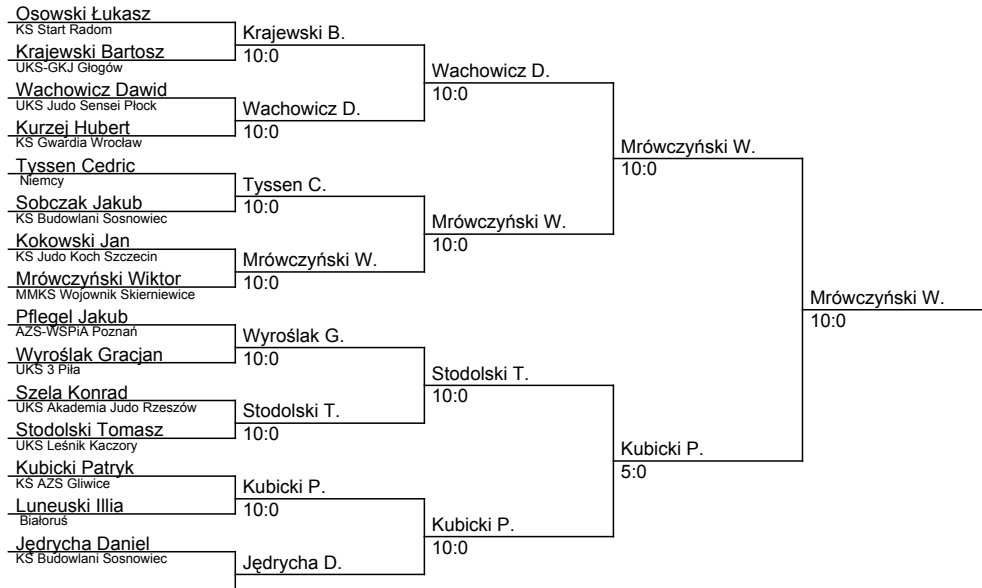 Osowski Łukasz
KS Start Radom
Krajewski Bartosz
UKS-GKJ Głogów
Wachowicz Dawid
UKS Judo Sensei Płock
Kurzej Hubert
KS Gwardia Wrocław
Tyssen Cedric
Niemcy
Sobczak Jakub
KS Budowlani Sosnowiec
Kokowski Jan
KS Judo Koch Szczecin
Mrówczyński Wiktor
MMKS Wojownik Skierniewice
Pflegel Jakub
AZS-WSPiA Poznań
Wyroślak Gracjan
UKS 3 Piła
Szela Konrad
UKS Akademia Judo Rzeszów
Stodolski Tomasz
UKS Leśnik Kaczory
Kubicki Patryk
KS AZS Gliwice
Luneuski Illia
Białoruś
Jędrycha Daniel
KS Budowlani Sosnowiec
Krajewski B.
10:0
Wachowicz D.
10:0
Tyssen C.
10:0
Mrówczyński W.
10:0
Wyroślak G.
10:0
Stodolski T.
10:0
Kubicki P.
10:0
Jędrycha D.
Wachowicz D.
10:0
Mrówczyński W.
10:0
Stodolski T.
10:0
Kubicki P.
10:0
Mrówczyński W.
10:0
Kubicki P.
5:0
Mrówczyński W.
10:0